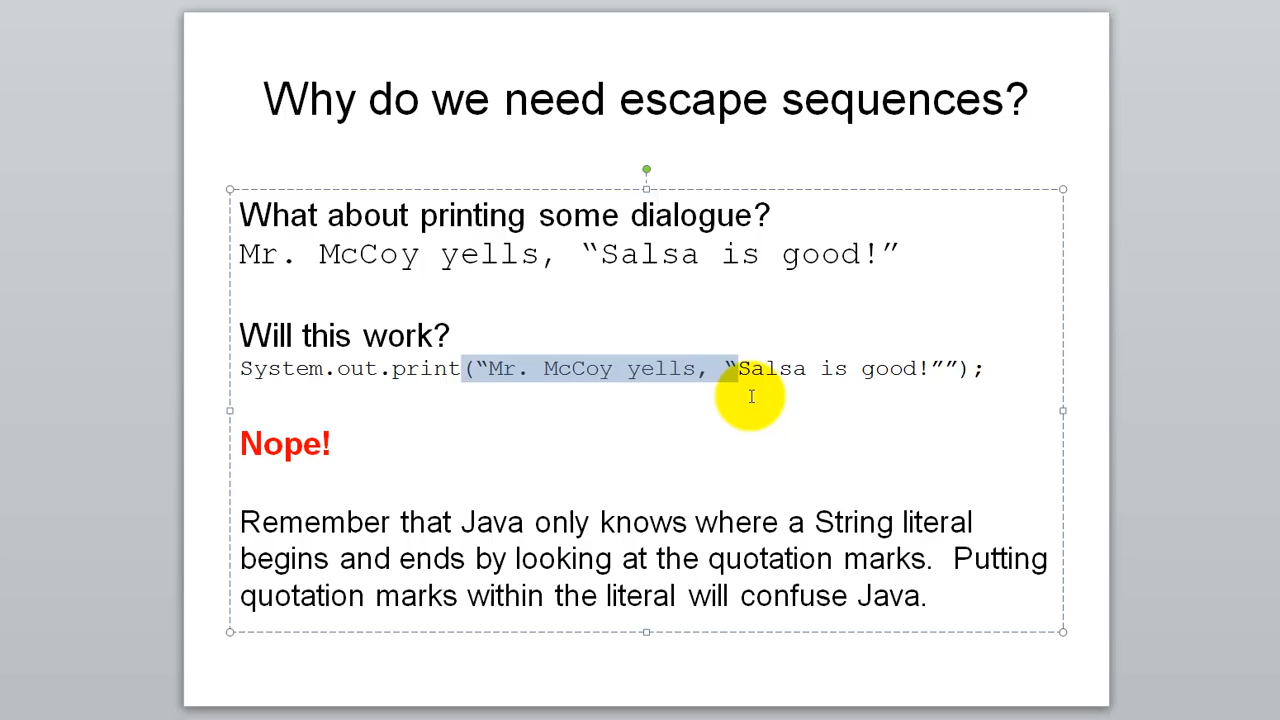 Why do we need escape sequences?
What about printing some dialogue?
Mr. McCoy yells, “Salsa is good!”
Will this work?
System.out.print(“Mr. McCoy yells, “Salsa is good!””);
Nope!
Remember that Java only knows where a String literal
begins and ends by looking at the quotation marks.  Putting
quotation marks within the literal will confuse Java.